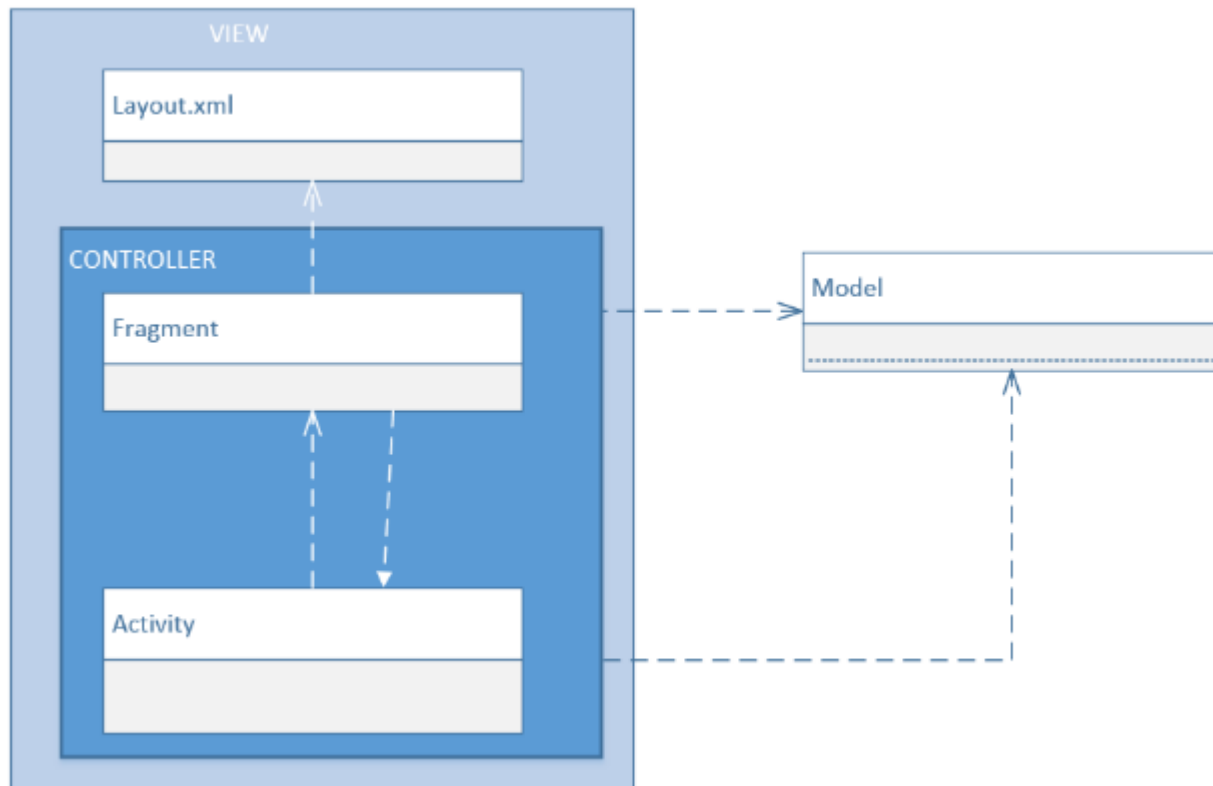 VIEW
Layout.xml
CONTROLLER
Fragment
Model
Activity